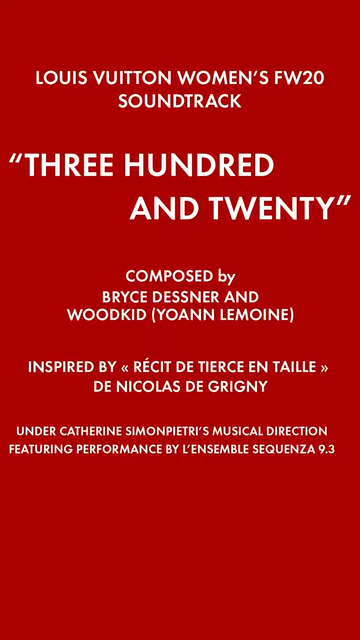 LOUIS VUITTON WOMEN’S FW20
SOUNDTRACK
“THREE HUNDRED
AND TWENTY”
COMPOSED by
BRYCE DESSNER AND
WOODKID (YOANN LEMOINE)
INSPIRED BY « RÉCIT DE TIERCE EN TAILLE »
DE NICOLAS DE GRIGNY
UNDER CATHERINE SIMONPIETRI’S MUSICAL DIRECTION
FEATURING PERFORMANCE BY L’ENSEMBLE SEQUENZA 9.3